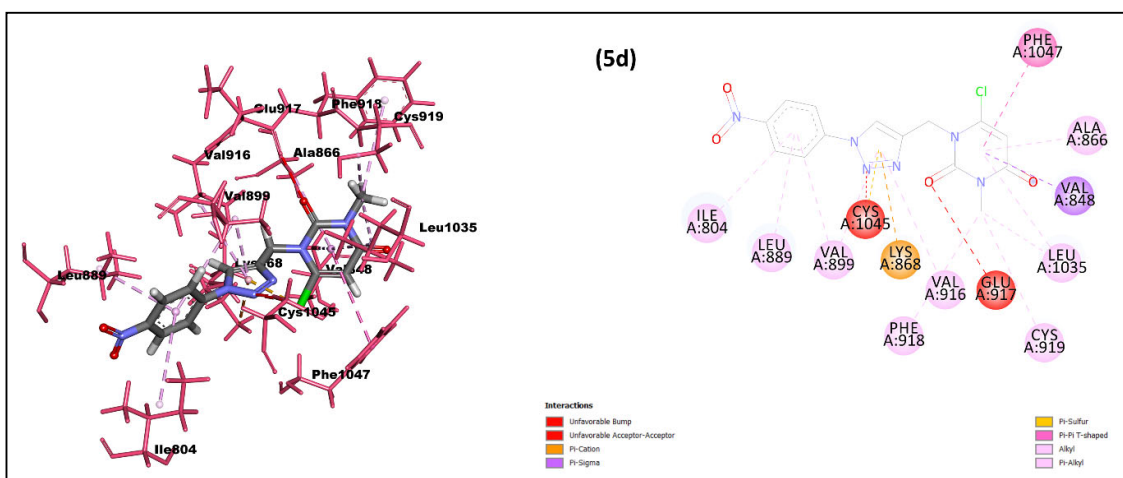 Glu917
Phe918
Cys919
Val916
Ala866
Val899
Leu1035
Val848
Leu889
Cys1045
Phe1047
Ile804
(5d)
PHE
A:1047
Cl
O
N
O
N
N
N
N
O
N
O
ALA
A:866
VAL
A:848
ILE
A:804
LEU
A:889
VAL
A:899
CYS
A:1045
LYS
A:868
VAL
A:916
GLU
A:917
LEU
A:1035
PHE
A:918
CYS
A:919
Interactions
Unfavorable Bump
Unfavorable Acceptor-Acceptor
Pi-Cation
Pi-Sigma
Pi-Sulfur
Pi-Pi T-shaped
Alkyl
Pi-Alkyl